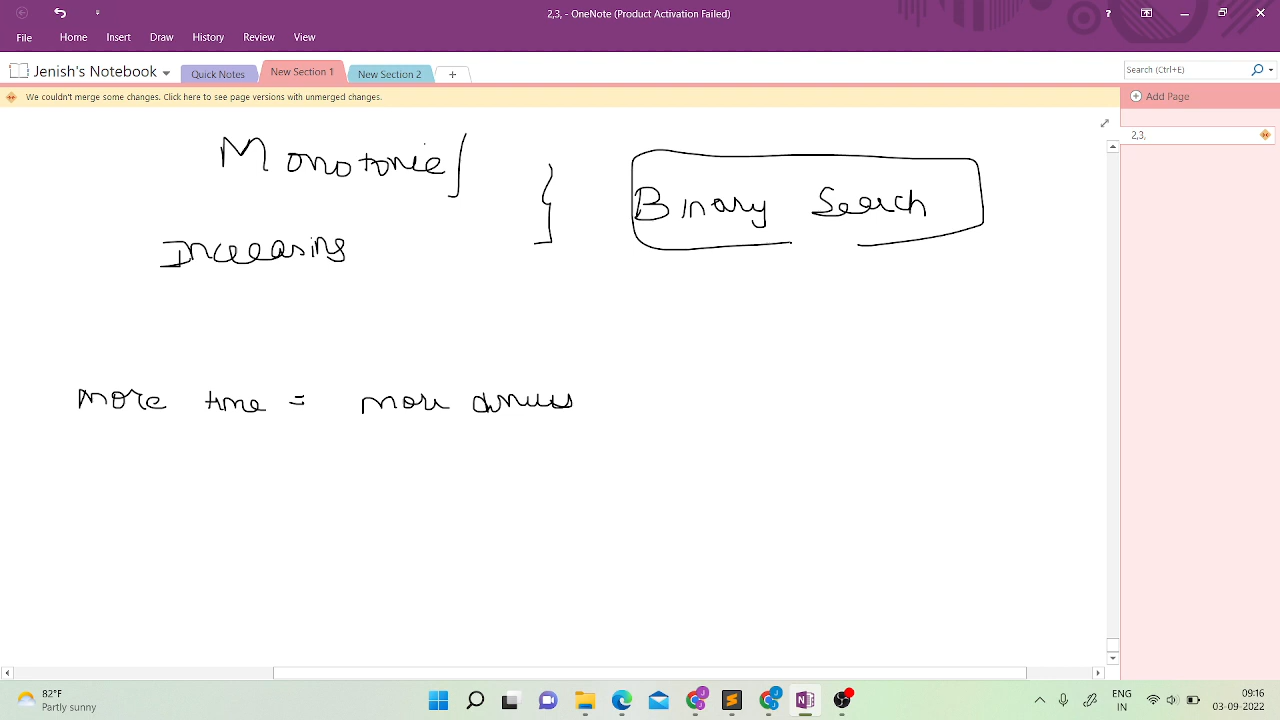 2,3, - OneNote (Product Activation Failed)
?
File Home Insert Draw History Review View
Jenish's Notebook Quick Notes New Section 1 New Section 2 +
Search (Ctrl+E)
We couldn't merge some changes. Click here to see page versions with unmerged changes.
Add Page
2,3,
Monotonic/
Increasing
Binary Search
more time = more
82°F
Partly sunny
ENG
IN
09:16
03-09-2022